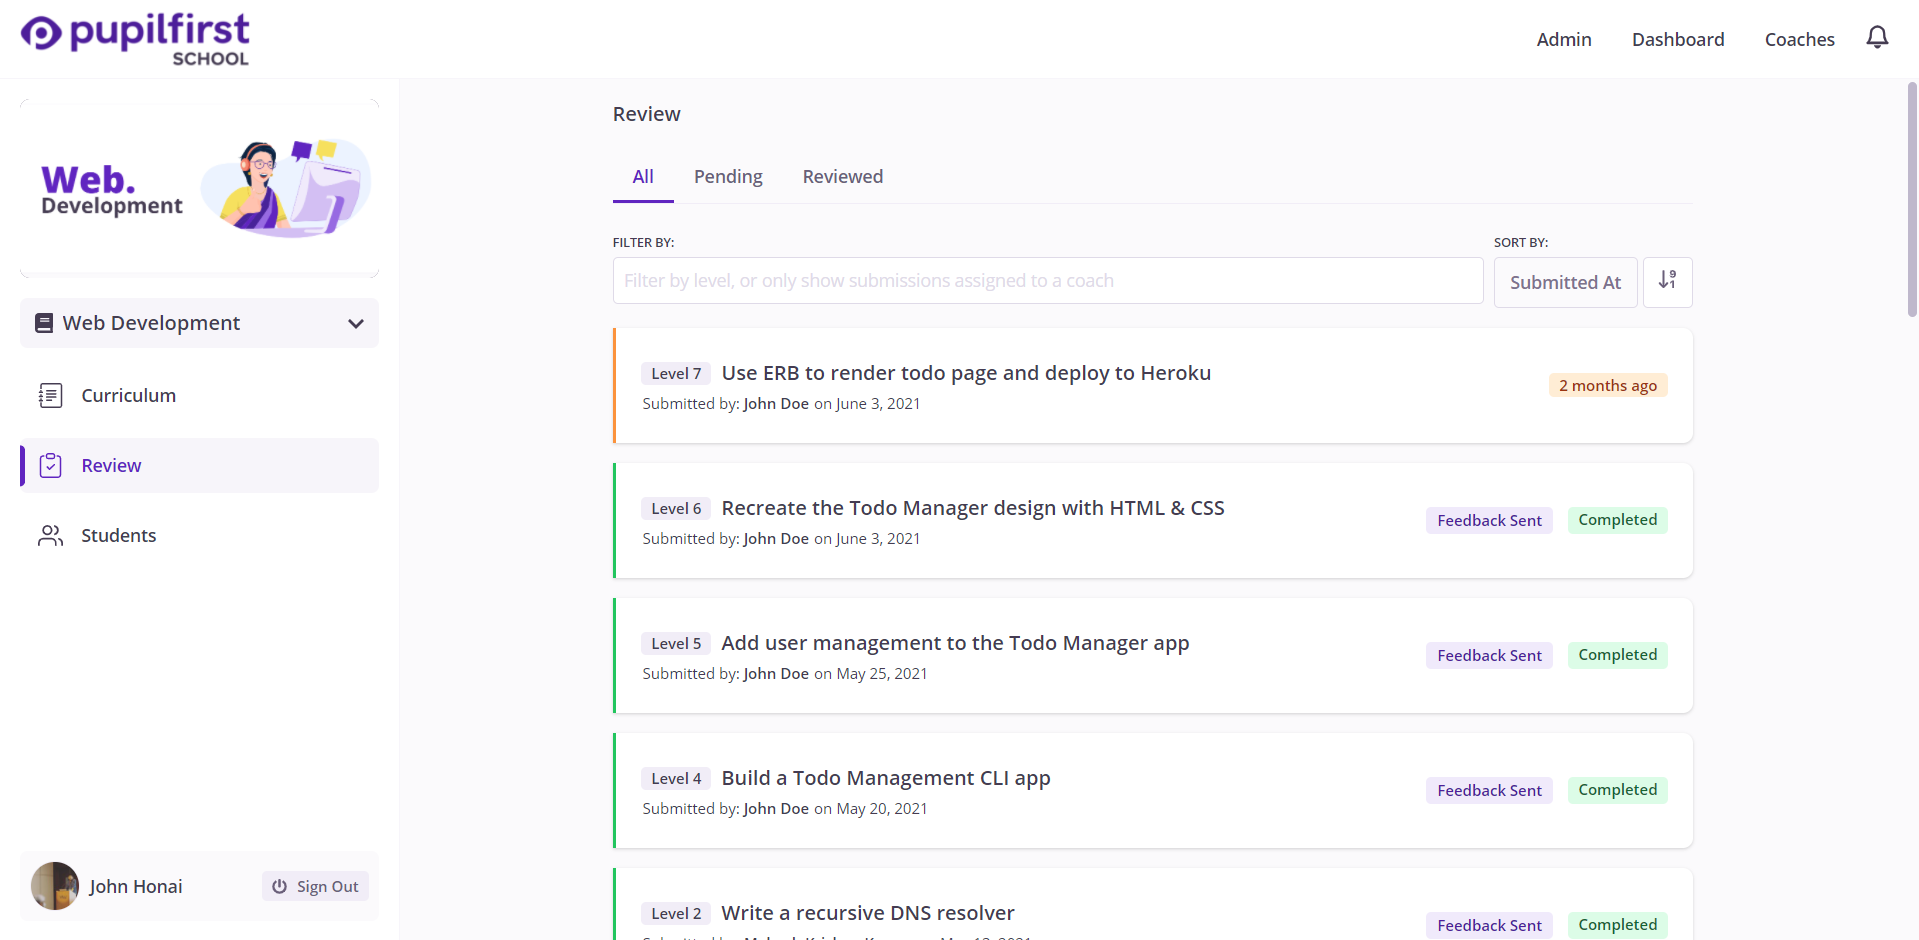 pupilfirst
SCHOOL
Admin
Dashboard
Coaches
Web.
Development
Web Development
Curriculum
Review
Students
John Honai
Sign Out
Review
All
Pending
Reviewed
FILTER BY:
SORT BY:
Filter by level, or only show submissions assigned to a coach
Submitted At
Level 7 Use ERB to render todo page and deploy to Heroku
Submitted by: John Doe on June 3, 2021
2 months ago
Level 6 Recreate the Todo Manager design with HTML & CSS
Submitted by: John Doe on June 3, 2021
Feedback Sent
Completed
Level 5 Add user management to the Todo Manager app
Submitted by: John Doe on May 25, 2021
Feedback Sent
Completed
Level 4 Build a Todo Management CLI app
Submitted by: John Doe on May 20, 2021
Feedback Sent
Completed
Level 2 Write a recursive DNS resolver
Feedback Sent
Completed